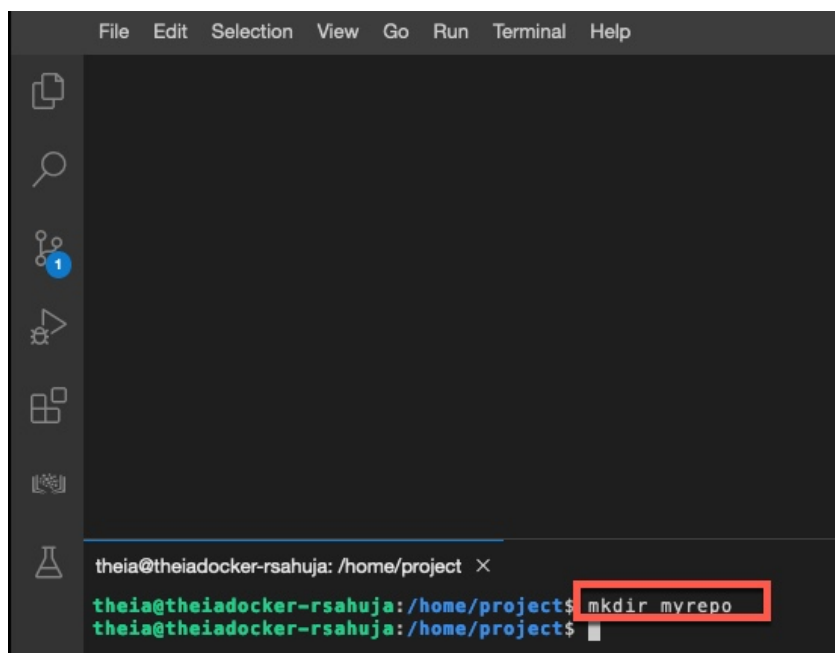 File Edit Selection View Go Run Terminal Help
1
theia@theiadocker-rsahuja: /home/project ×
theia@theiadocker-rsahuja:/home/project$ mkdir myrepo
theia@theiadocker-rsahuja:/home/project$